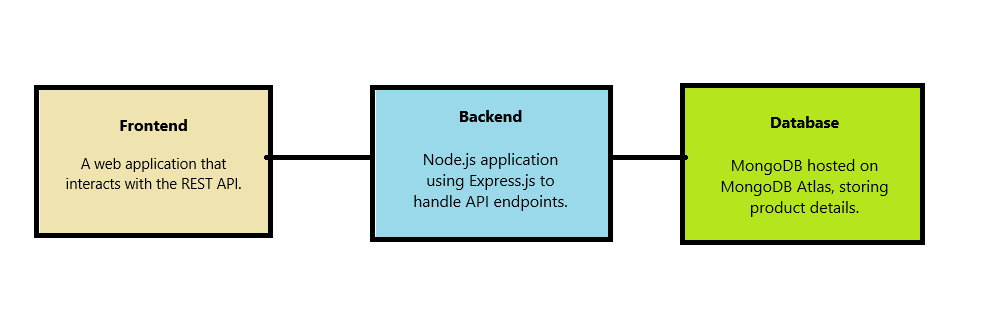 Frontend
A web application that
interacts with the REST API.
Backend
Node.js application
using Express.js to
handle API endpoints.
Database
MongoDB hosted on
MongoDB Atlas, storing
product details.